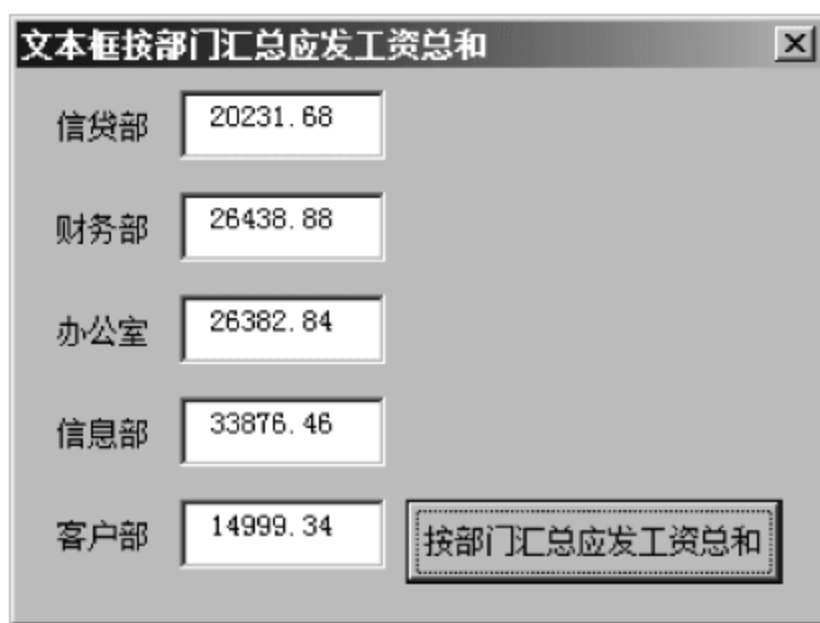 文本框按部门汇总应发工资总和
信贷部 20231.68
财务部 26438.88
办公室 26382.84
信息部 33876.46
客户部 14999.34 按部门汇总应发工资总和